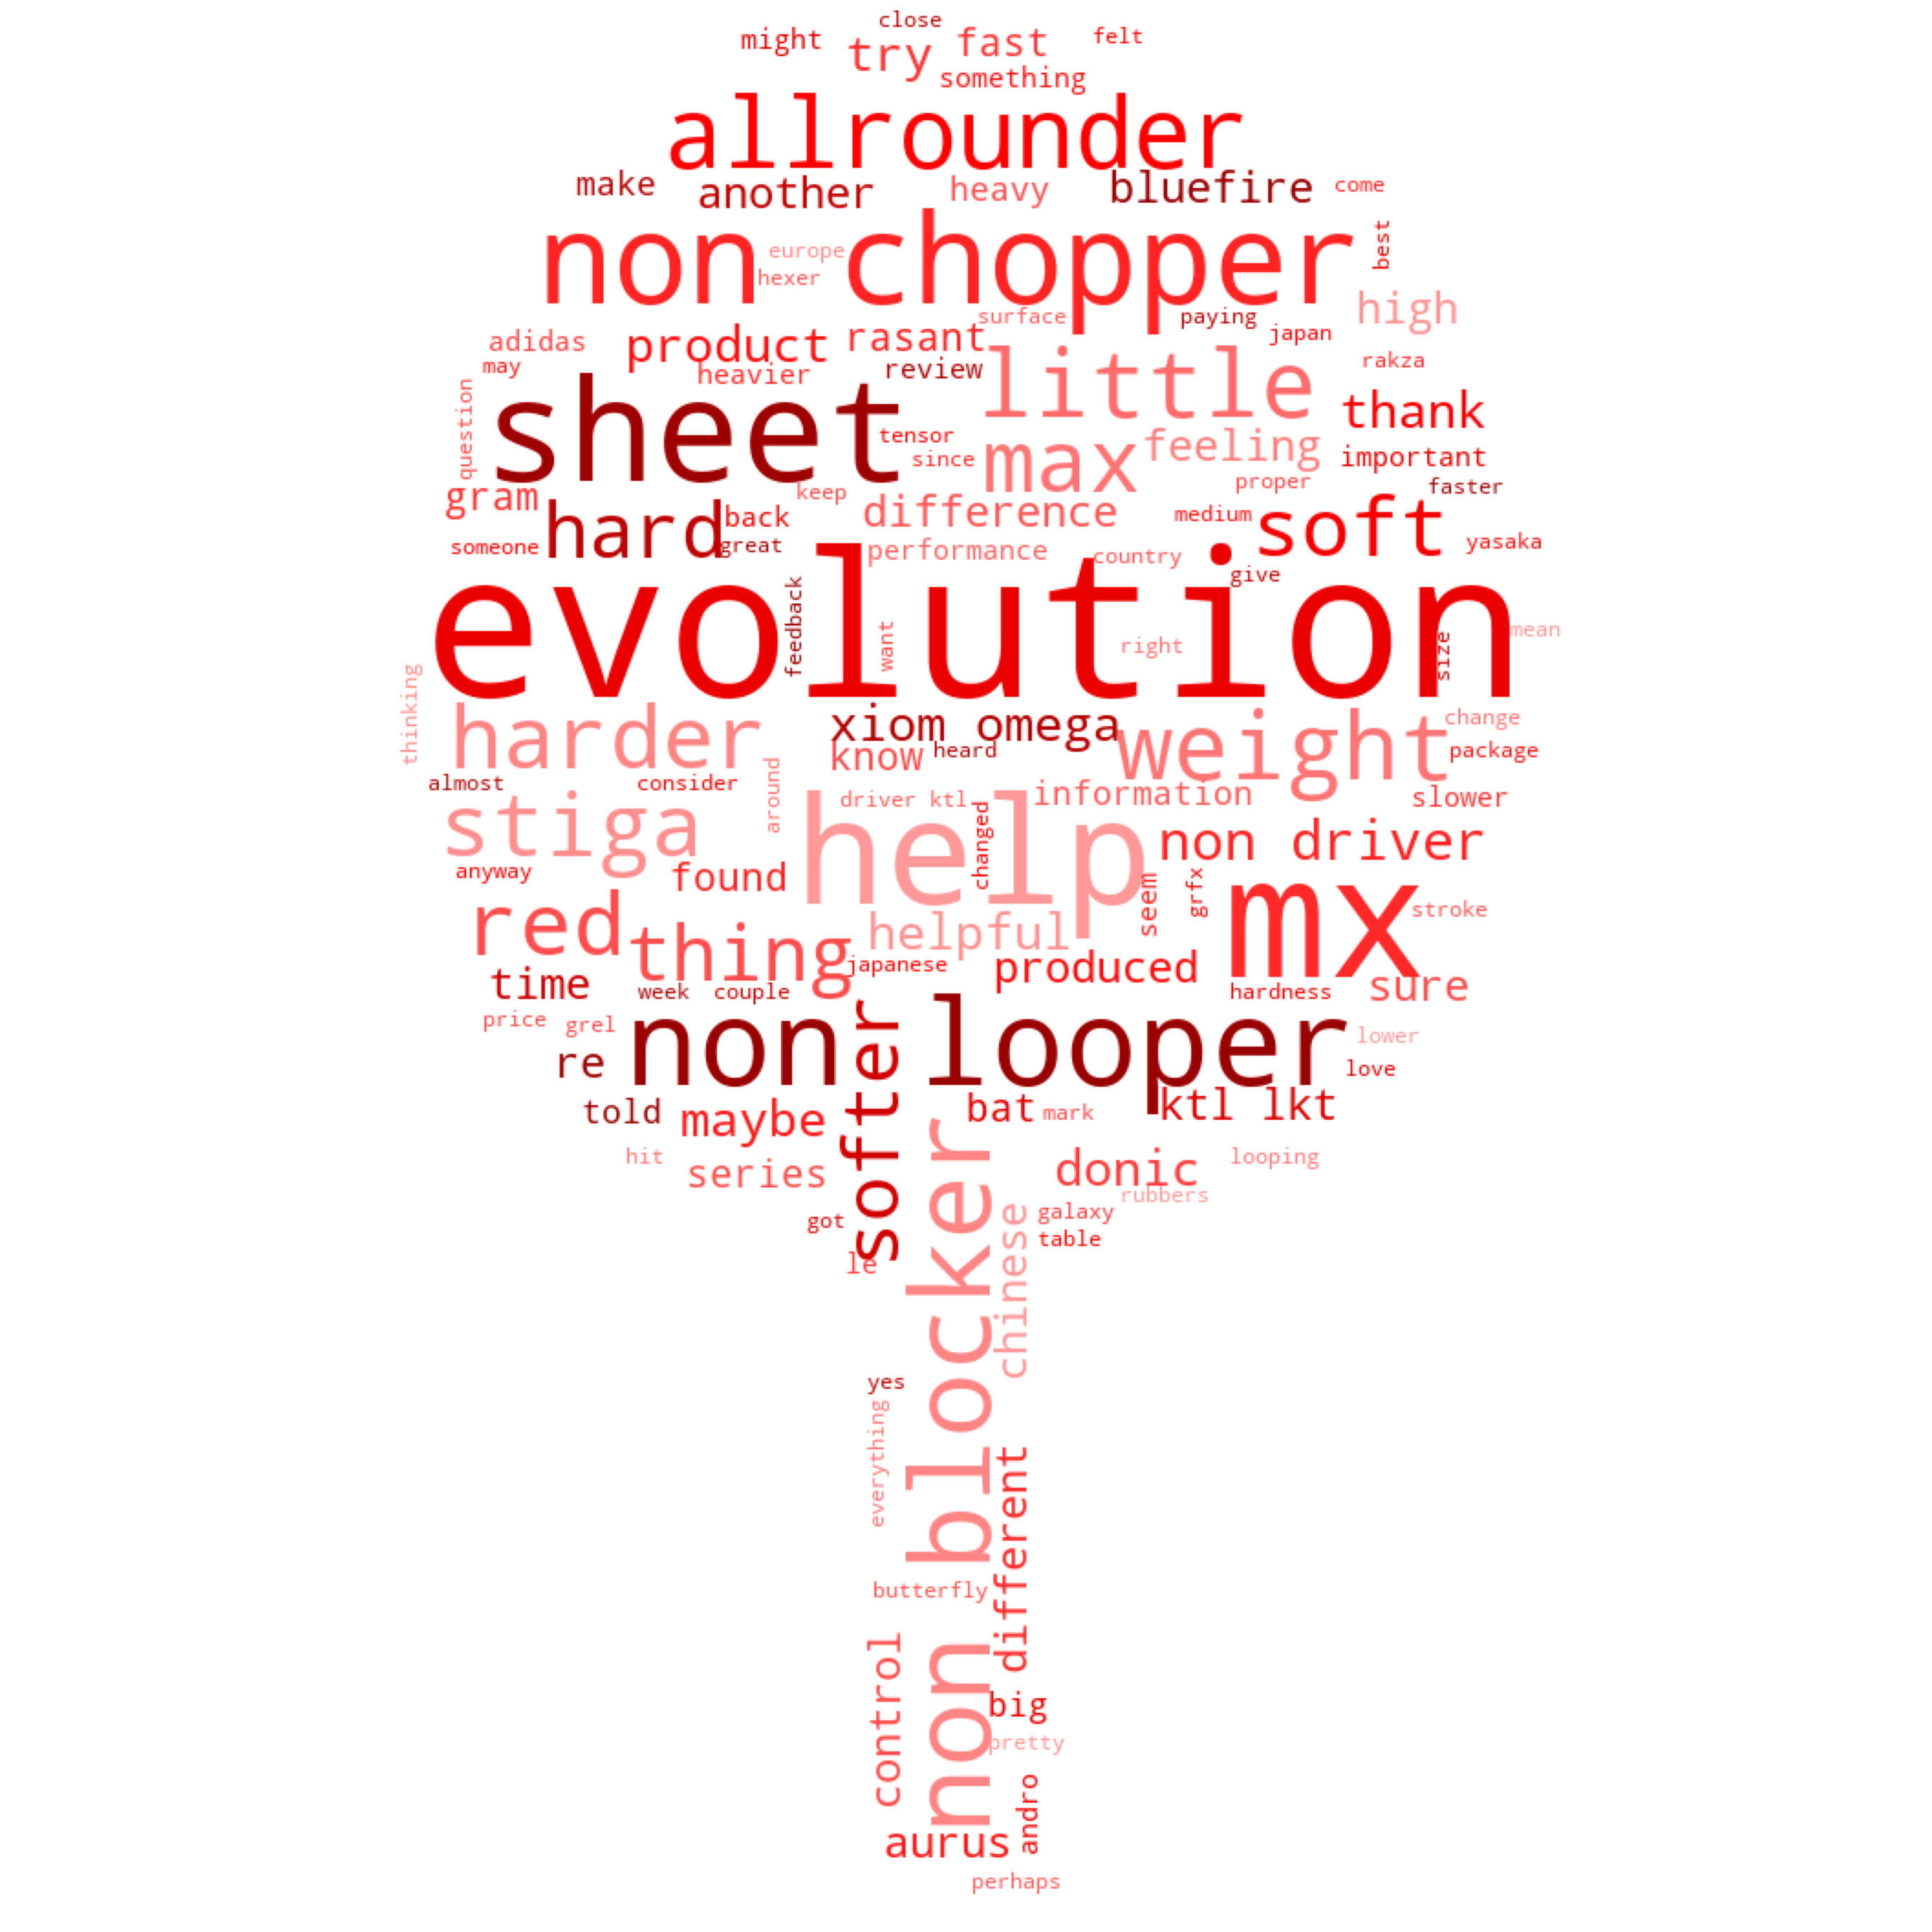 close
might try fast felt
something
allrounder
make another heavy bluefire come
non chopper best
europe
hexer
surface paying high
adidas product rasant japan
may heavier review little rakza
question sheet tensor thank
since max feeling important
gram keep proper faster
hard back difference medium soft
someone great performance country yasaka
give
evolution
feedback want right size mean
thinking harder xiom omega weight change
know heard package
almost consider around
stiga driver ktl information slower
help changed non driver
anyway found seem grfx mx
red thing helpful stroke
japanese produced
time week couple hardness sure
price grel softer non looper lower
re love
told maybe bat mark ktl lkt
hit series donic looping
rubbers
got galaxy
le table
non blocker chinese
yes
everything
different
butterfly
control
big
pretty
andro
aurus
perhaps